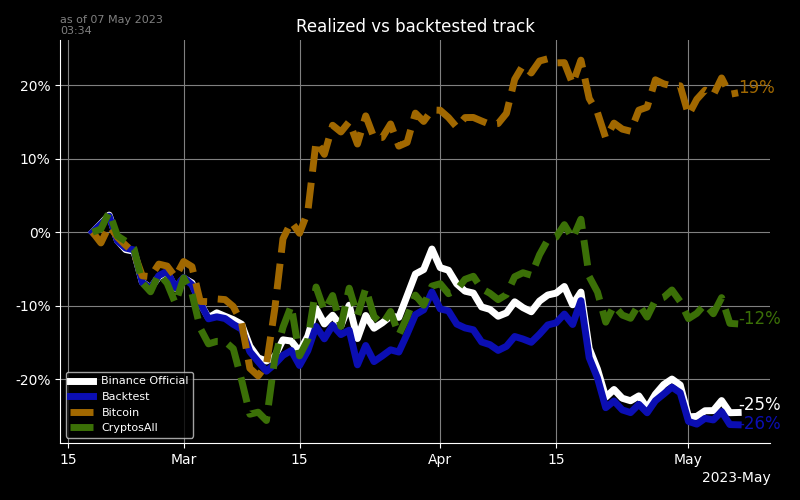 as of 07 May 2023
03:34
Realized vs backtested track
20%
10%
0%
-10%
-20%
19%
-12%
-25%
-26%
Binance Official
Backtest
Bitcoin
CryptosAll
15
Mar
15
Apr
15
May
2023-May